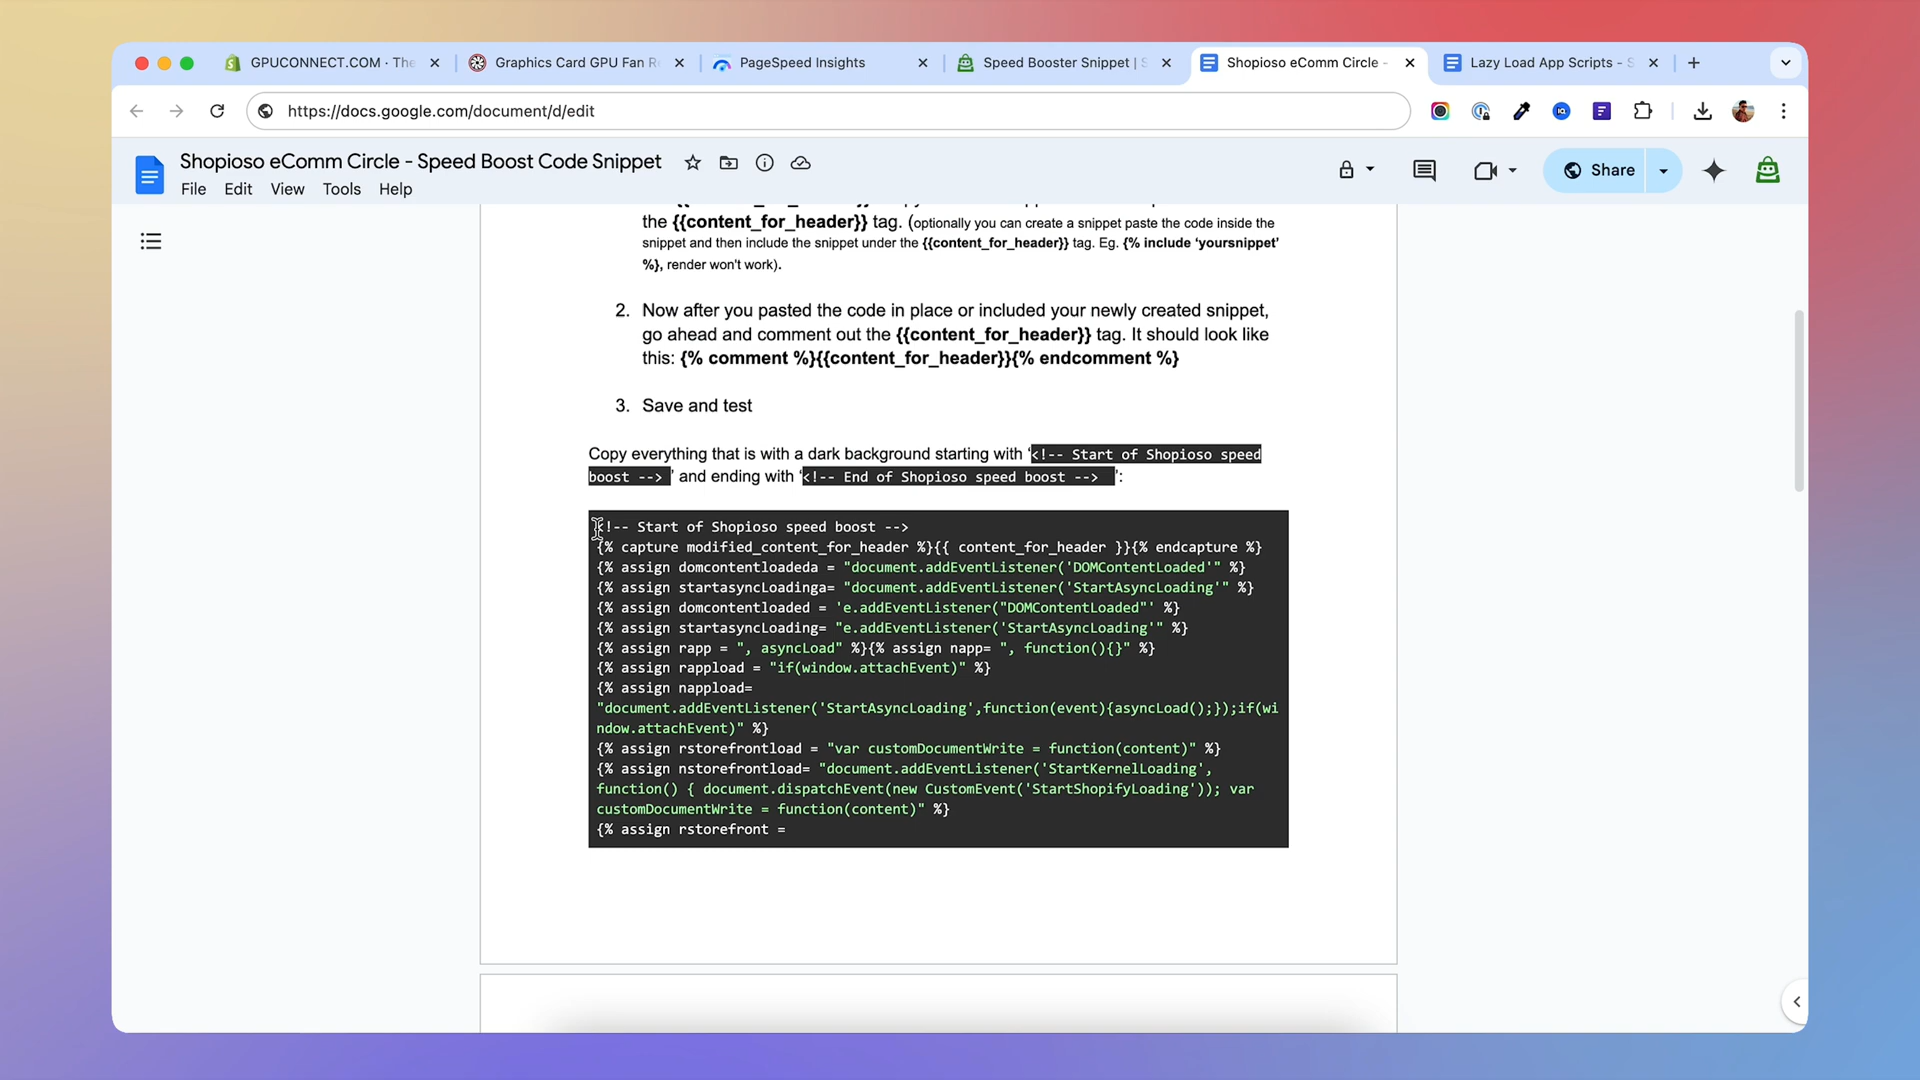 GPUCONNECT.COM · The
Graphics Card GPU Fan R
PageSpeed Insights
Speed Booster Snippet | S
Shopioso eComm Circle -
Lazy Load App Scripts - S
https://docs.google.com/document/d/edit
Shopioso eComm Circle - Speed Boost Code Snippet
File Edit View Tools Help
Share
the {{content_for_header}} tag. (optionally you can create a snippet paste the code inside the
snippet and then include the snippet under the {{content_for_header}} tag. Eg. {% include ‘yoursnippet’
%}, render won't work).
2. Now after you pasted the code in place or included your newly created snippet,
go ahead and comment out the {{content_for_header}} tag. It should look like
this: {% comment %}{{content_for_header}}{% endcomment %}
3. Save and test
Copy everything that is with a dark background starting with ‘<!-- Start of Shopioso speed
boost --> ’ and ending with ‘<!-- End of Shopioso speed boost --> ’:
<!-- Start of Shopioso speed boost -->
{% capture modified_content_for_header %}{{ content_for_header }}{% endcapture %}
{% assign domcontentloadeda = "document.addEventListener('DOMContentLoaded'" %}
{% assign startasyncLoadinga= "document.addEventListener('StartAsyncLoading'" %}
{% assign domcontentloaded = 'e.addEventListener("DOMContentLoaded"' %}
{% assign startasyncLoading= "e.addEventListener('StartAsyncLoading'" %}
{% assign rapp = ", asyncLoad" %}{% assign napp= ", function(){}" %}
{% assign rappload = "if(window.attachEvent)" %}
{% assign nappload=
"document.addEventListener('StartAsyncLoading',function(event){asyncLoad();});if(wi
ndow.attachEvent)" %}
{% assign rstorefrontload = "var customDocumentWrite = function(content)" %}
{% assign nstorefrontload= "document.addEventListener('StartKernelLoading',
function() { document.dispatchEvent(new CustomEvent('StartShopifyLoading')); var
customDocumentWrite = function(content)" %}
{% assign rstorefront =